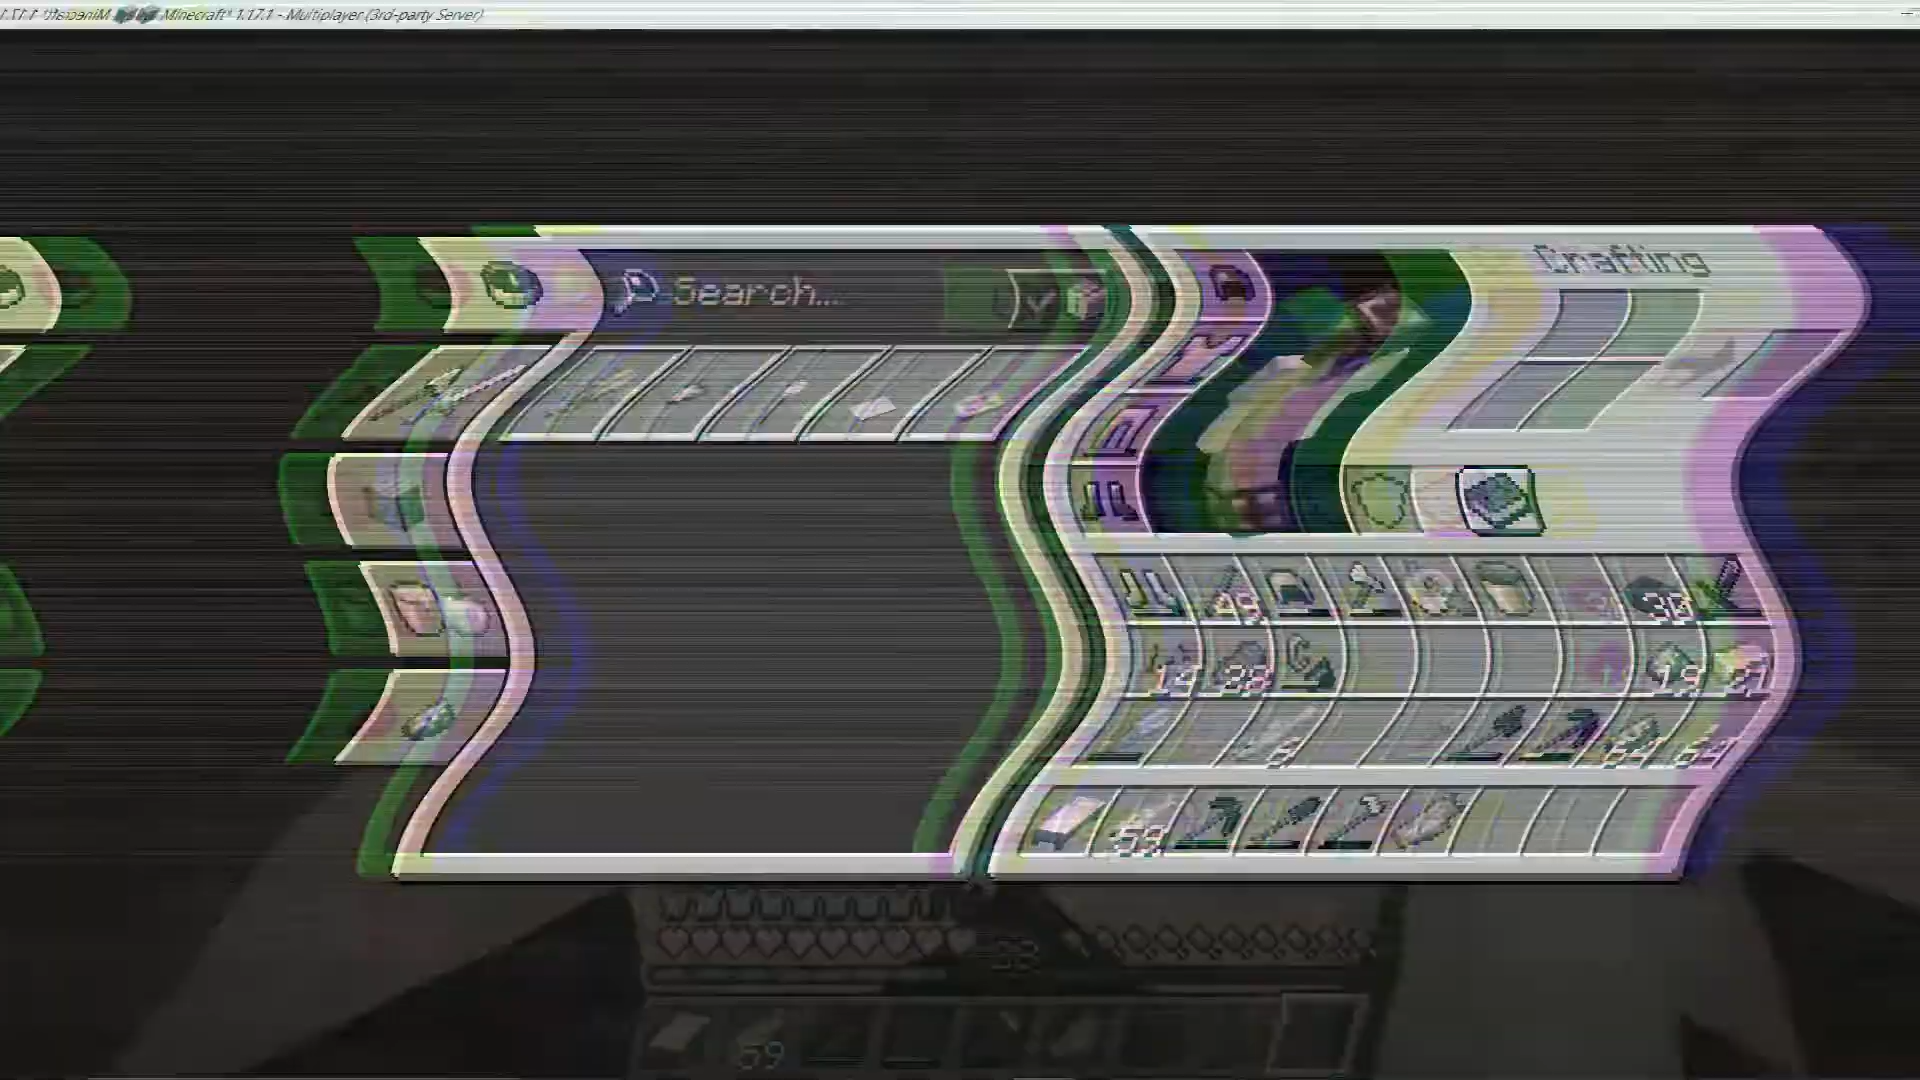 Minecraft* 1.17.1 - Multiplayer (3rd-party Server)
Crafting
Search...
49 30
14 28 19 21
6 64 64
59
59